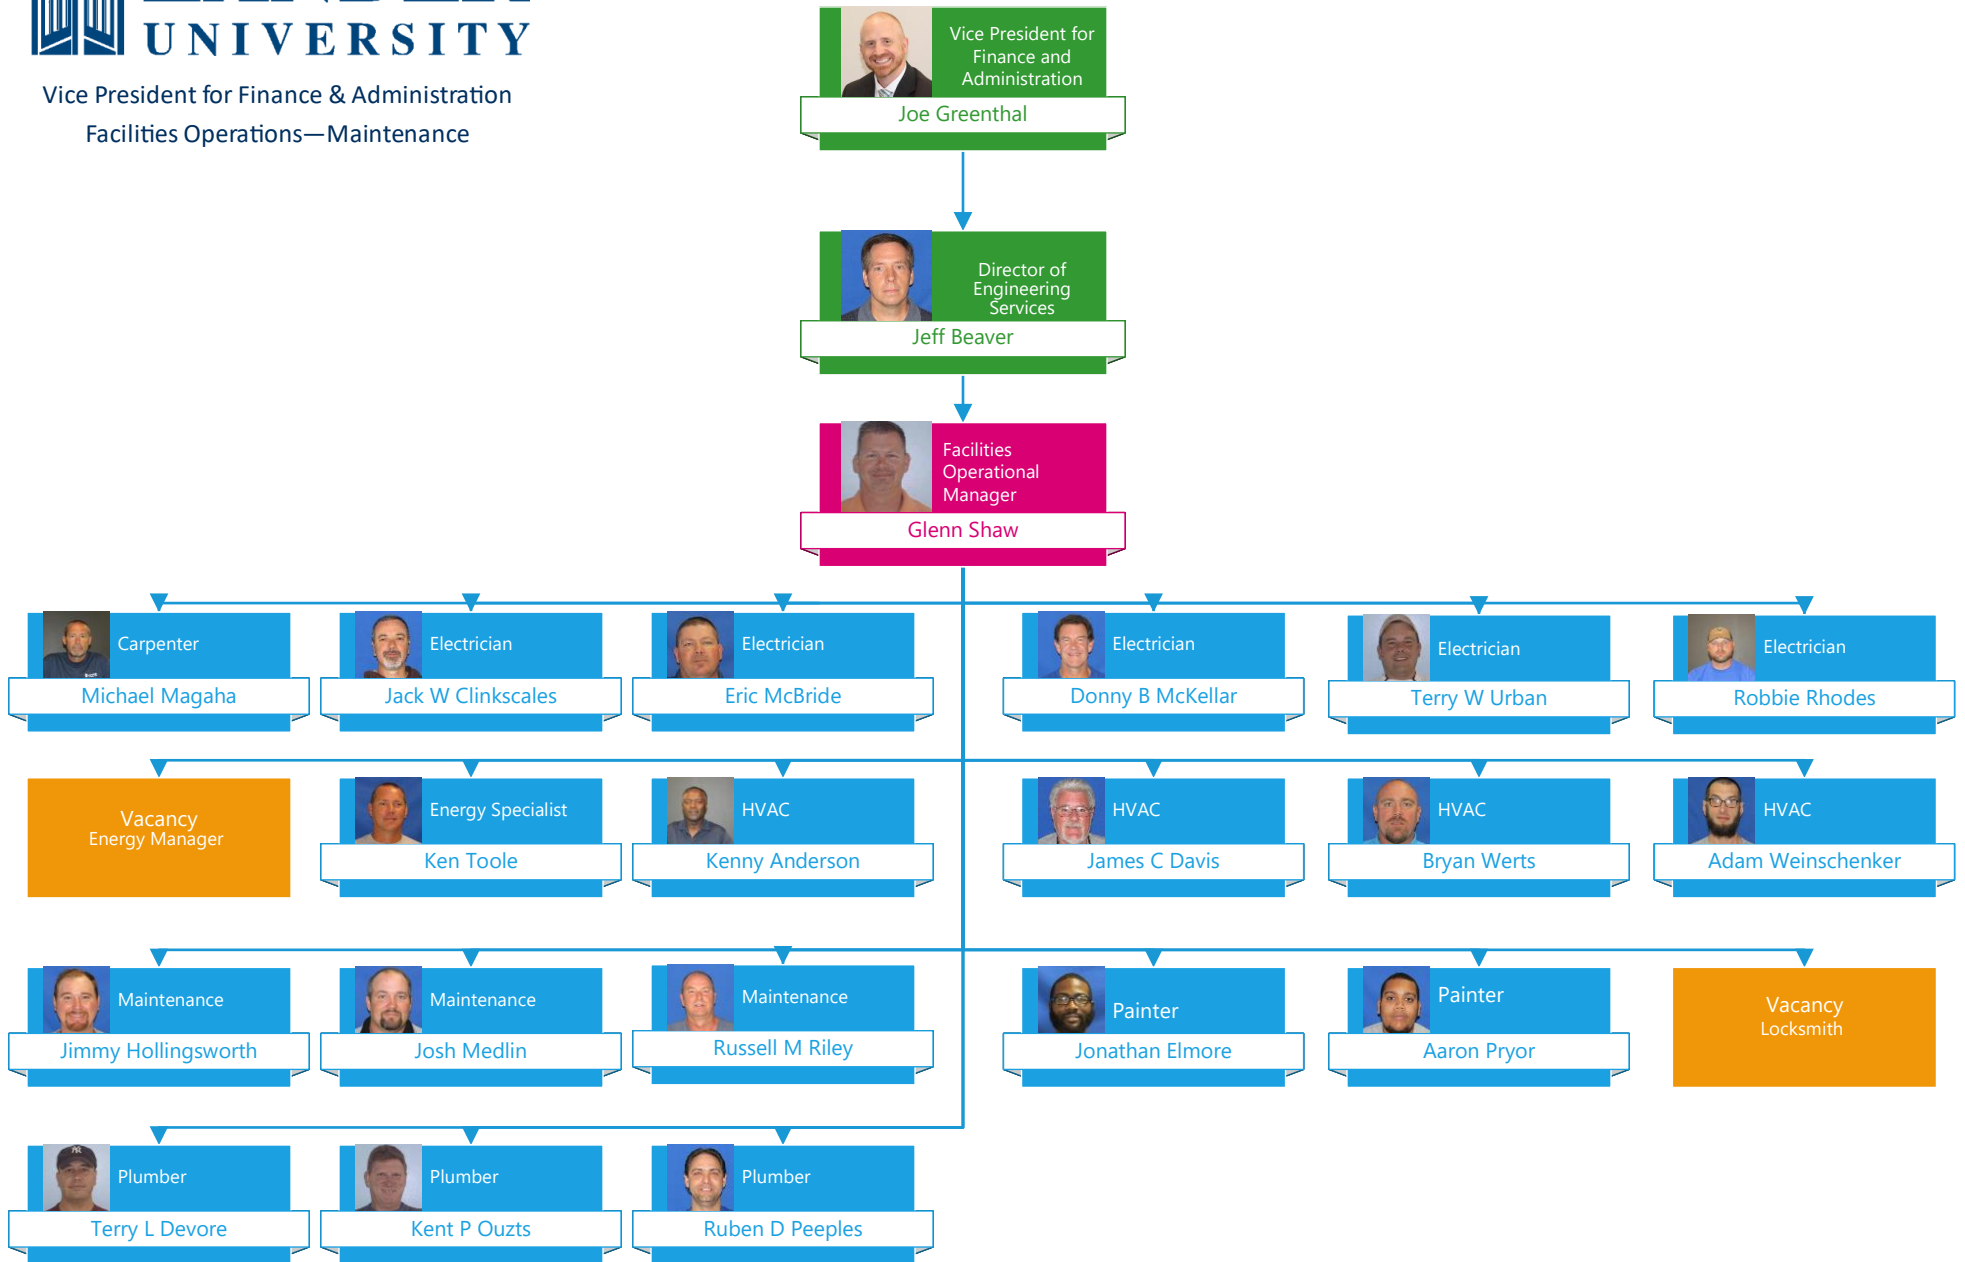 UNIVERSITY
Vice President for Finance & Administration
Facilities Operations—Maintenance
Vice President for
Finance and
Administration
Joe Greenthal
Director of
Engineering
Services
Jeff Beaver
Facilities
Operational
Manager
Glenn Shaw
Carpenter
Michael Magaha
Electrician
Jack W Clinkscales
Electrician
Eric McBride
Electrician
Donny B McKellar
Electrician
Terry W Urban
Electrician
Robbie Rhodes
Vacancy
Energy Manager
Energy Specialist
Ken Toole
HVAC
Kenny Anderson
HVAC
James C Davis
HVAC
Bryan Werts
HVAC
Adam Weinschenker
Maintenance
Jimmy Hollingsworth
Maintenance
Josh Medlin
Maintenance
Russell M Riley
Painter
Jonathan Elmore
Painter
Aaron Pryor
Vacancy
Locksmith
Plumber
Terry L Devore
Plumber
Kent P Ouzts
Plumber
Ruben D Peeples